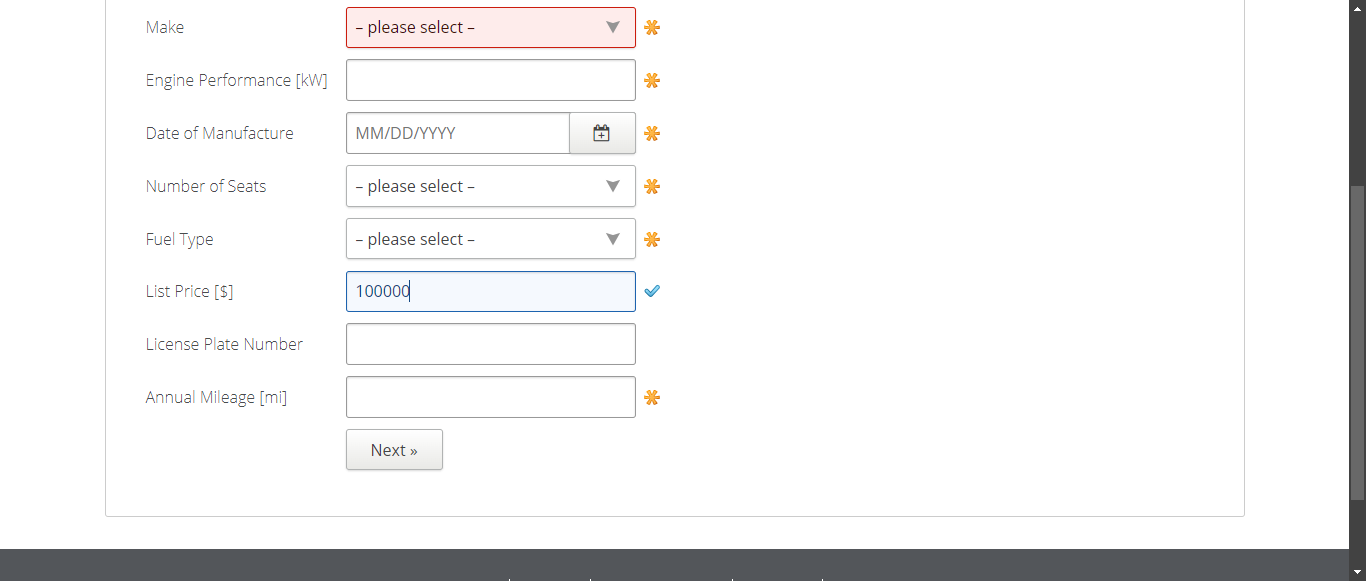 Make – please select –
Engine Performance [kW]
Date of Manufacture MM/DD/YYYY
Number of Seats – please select –
Fuel Type – please select –
List Price [$] 100000
License Plate Number
Annual Mileage [mi]
Next »